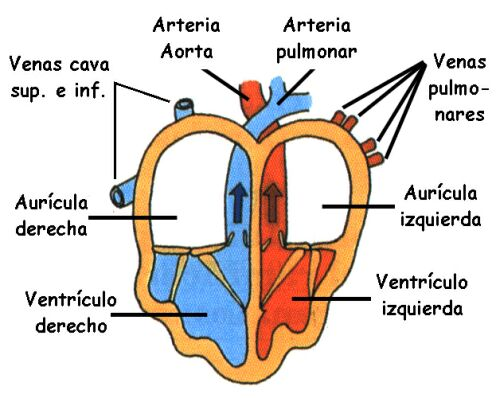 Arteria
Aorta
Arteria
pulmonar
Venas cava
sup. e inf.
Venas
pulmo-
nares
Aurícula
derecha
Aurícula
izquierda
Ventrículo
derecho
Ventrículo
izquierda